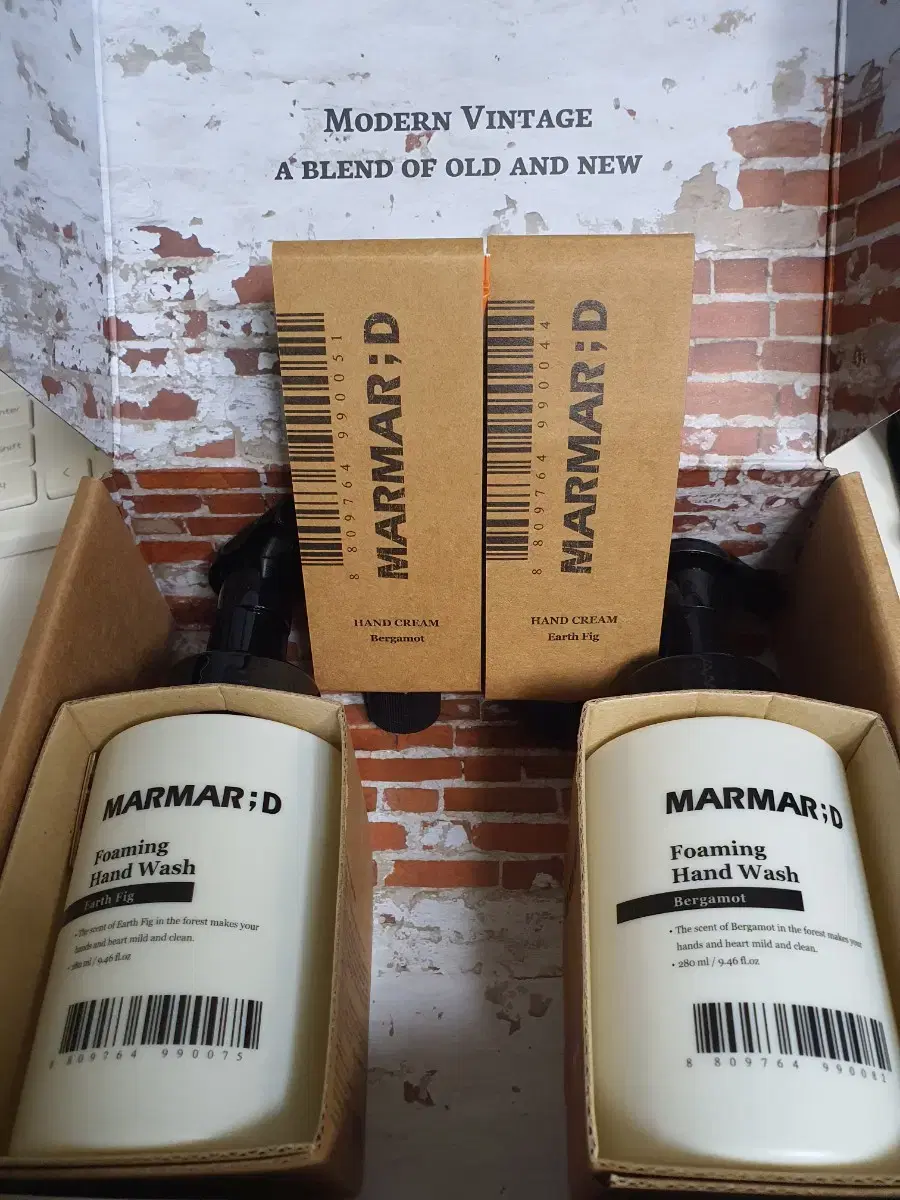 Modern Vintage
a blend of old and new
MARMAR;D
8 809764 990051
HAND CREAM
Bergamot
MARMAR;D
8 809764 990044
HAND CREAM
Earth Fig
MARMAR;D
Foaming
Hand Wash
Earth Fig
• The scent of Earth Fig in the forest makes your
hands and heart mild and clean.
• 280 ml / 9.46 fl.oz
8 809764 990075
MARMAR;D
Foaming
Hand Wash
Bergamot
• The scent of Bergamot in the forest makes your
hands and heart mild and clean.
• 280 ml / 9.46 fl.oz
8 809764 990082